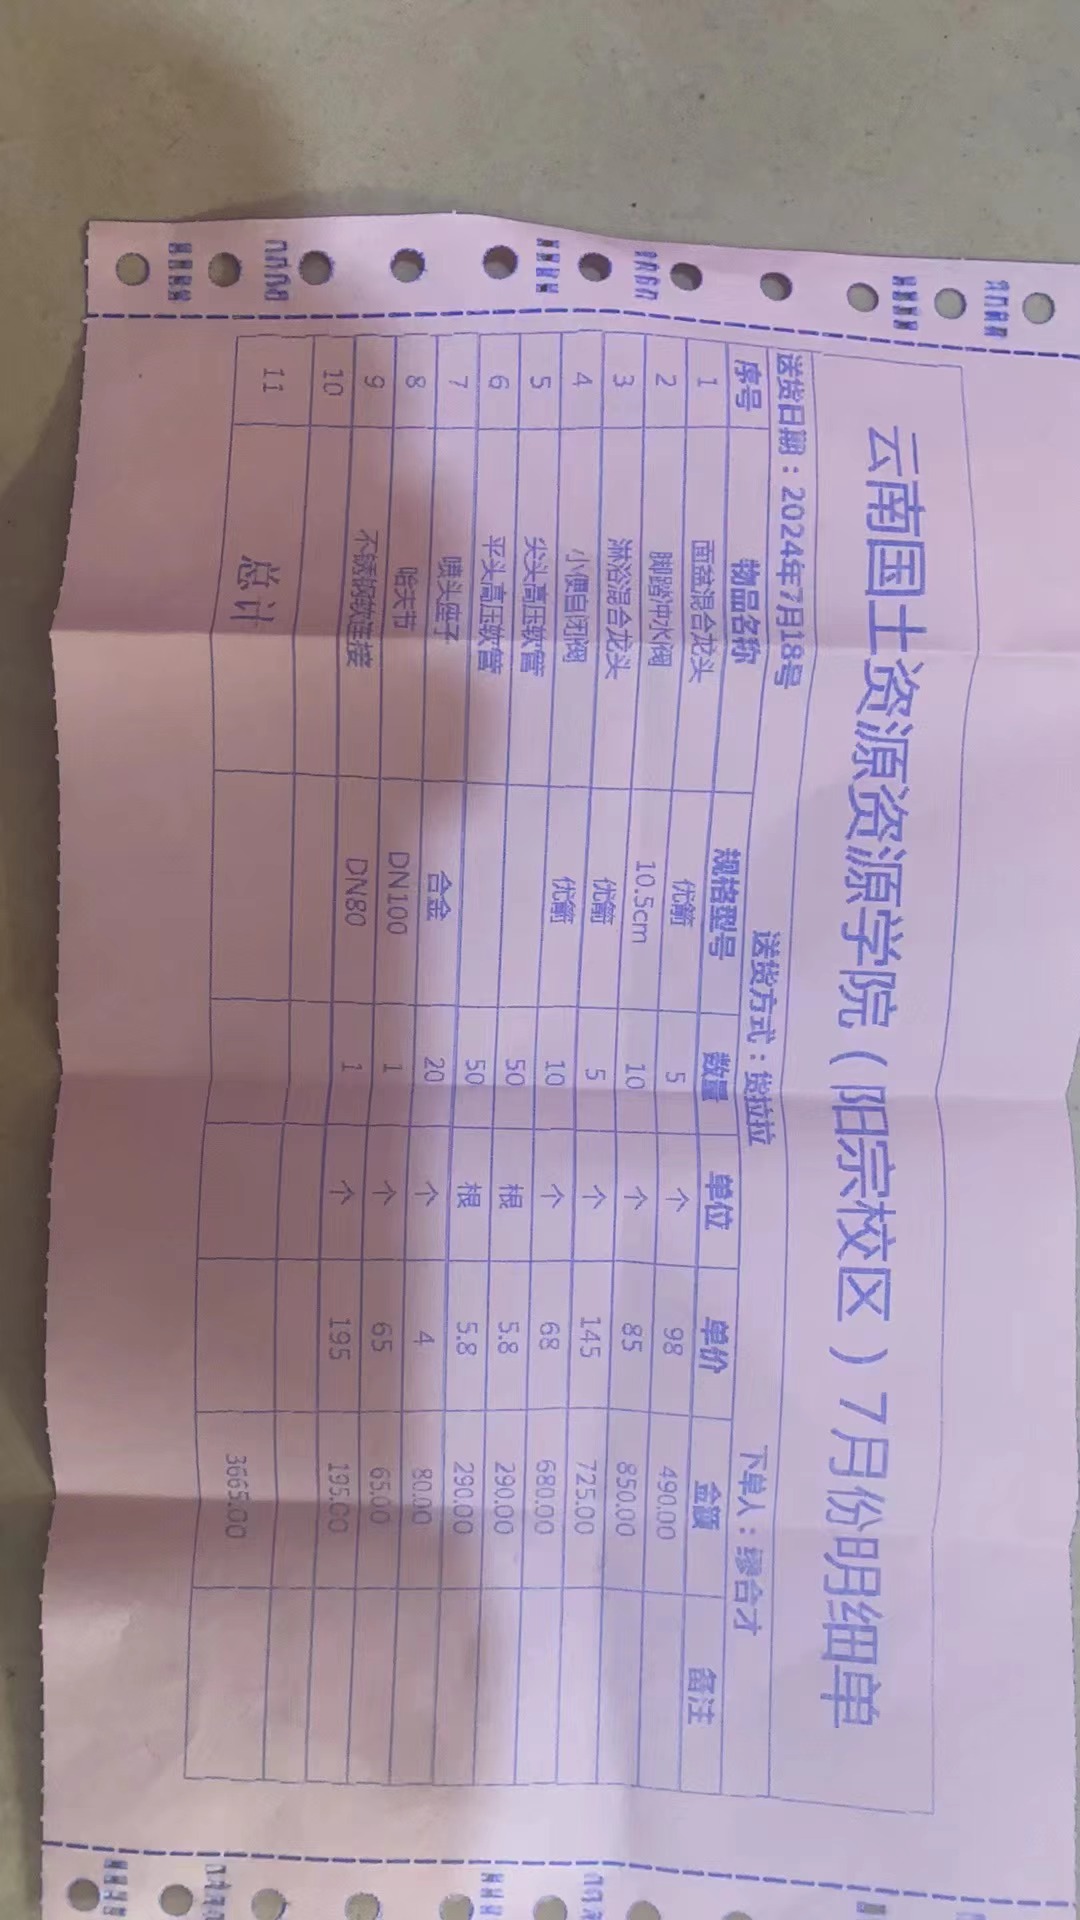 云南国土资源资源学院（阳宗校区）7月份明细单
送货日期：2024年7月18号 送货方式：货拉拉 下单人：缪合才
序号 物品名称 规格型号 数量 单位 单价 金额 备注
1 面盆混合龙头 优箭 5 个 98 490.00
2 脚踏冲水阀 10.5cm 10 个 85 850.00
3 淋浴混合龙头 优箭 5 个 145 725.00
4 小便自闭阀 优箭 10 个 68 680.00
5 尖头高压软管 50 根 5.8 290.00
6 平头高压软管 50 根 5.8 290.00
7 喷头座子 合金 20 个 4 80.00
8 哈夫节 DN100 1 个 65 65.00
9 不锈钢软连接 DN80 1 个 195 195.00
10
11 总计 3665.00